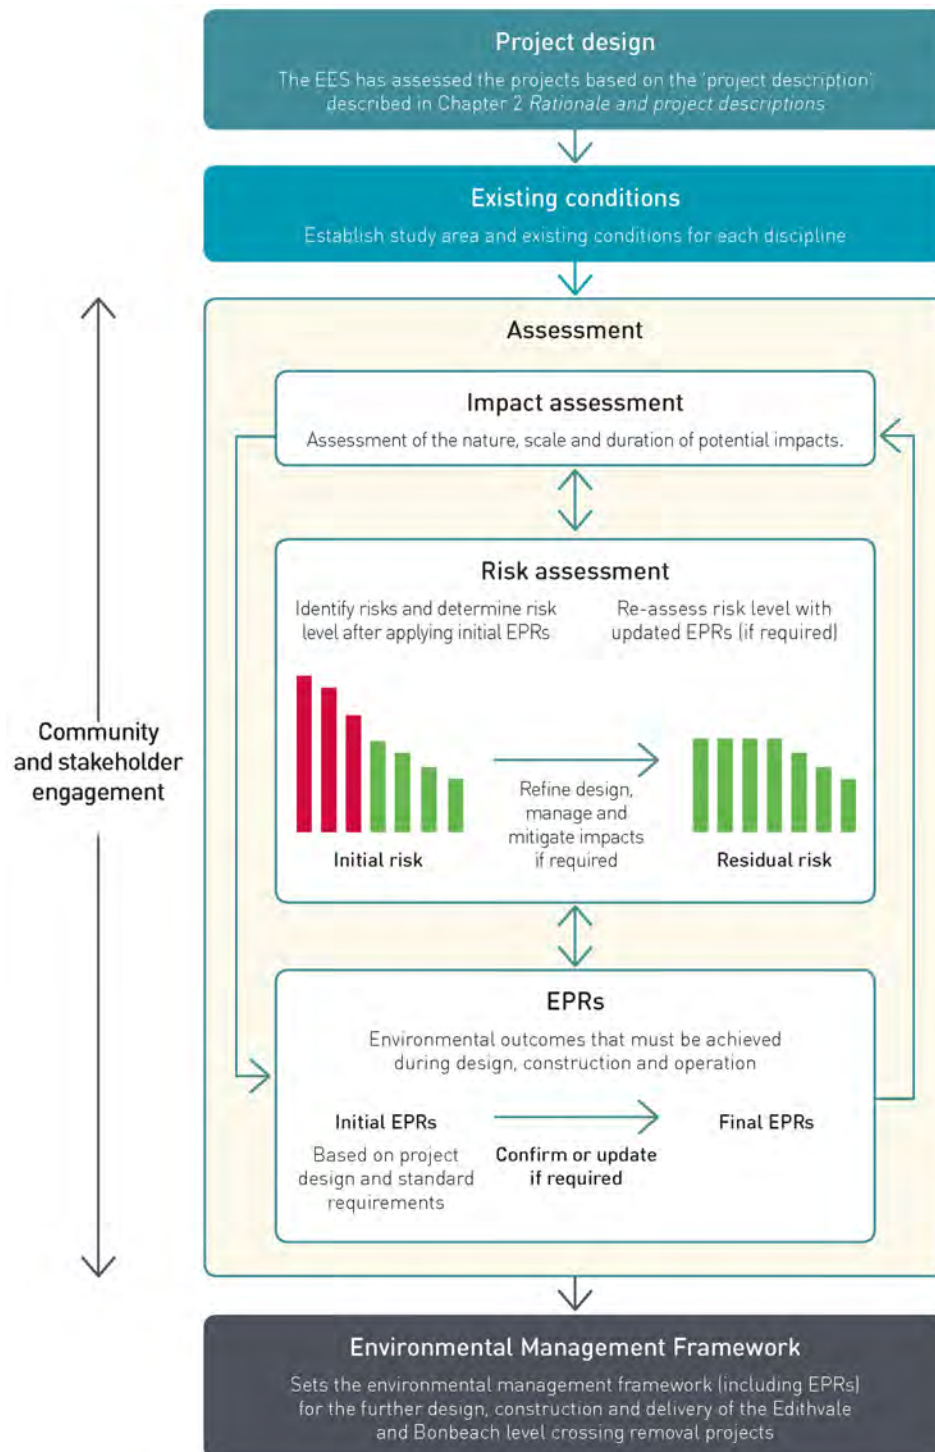 Project design
The EES has assessed the projects based on the 'project description'
described in Chapter 2 Rationale and project descriptions
Existing conditions
Establish study area and existing conditions for each discipline
Assessment
Impact assessment
Assessment of the nature, scale and duration of potential impacts.
Risk assessment
Identify risks and determine risk
level after applying initial EPRs
Re-assess risk level with
updated EPRs (if required)
Community
and stakeholder
engagement
Refine design,
manage and
mitigate impacts
if required
Initial risk
Residual risk
EPRs
Environmental outcomes that must be achieved
during design, construction and operation
Initial EPRs
Based on project
design and standard
requirements
Confirm or update
if required
Final EPRs
Environmental Management Framework
Sets the environmental management framework (including EPRs)
for the further design, construction and delivery of the Edithvale
and Bonbeach level crossing removal projects